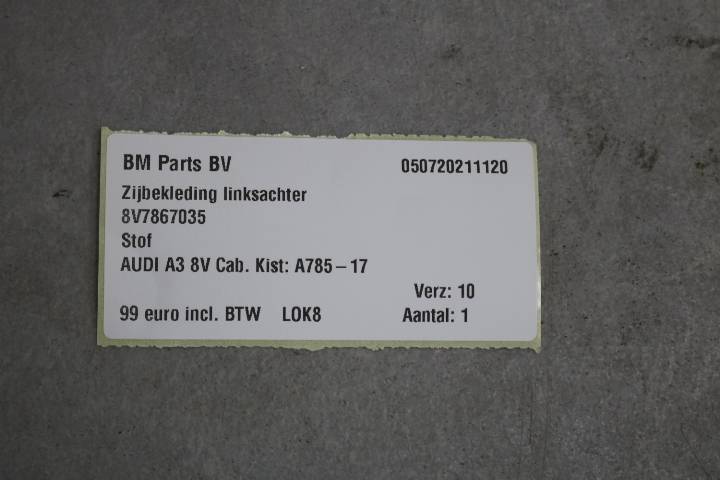 BM Parts BV 050720211120
Zijbekleding linksachter
8V7867035
Stof
AUDI A3 8V Cab. Kist: A785-17
Verz: 10
99 euro incl. BTW LOK8 Aantal: 1